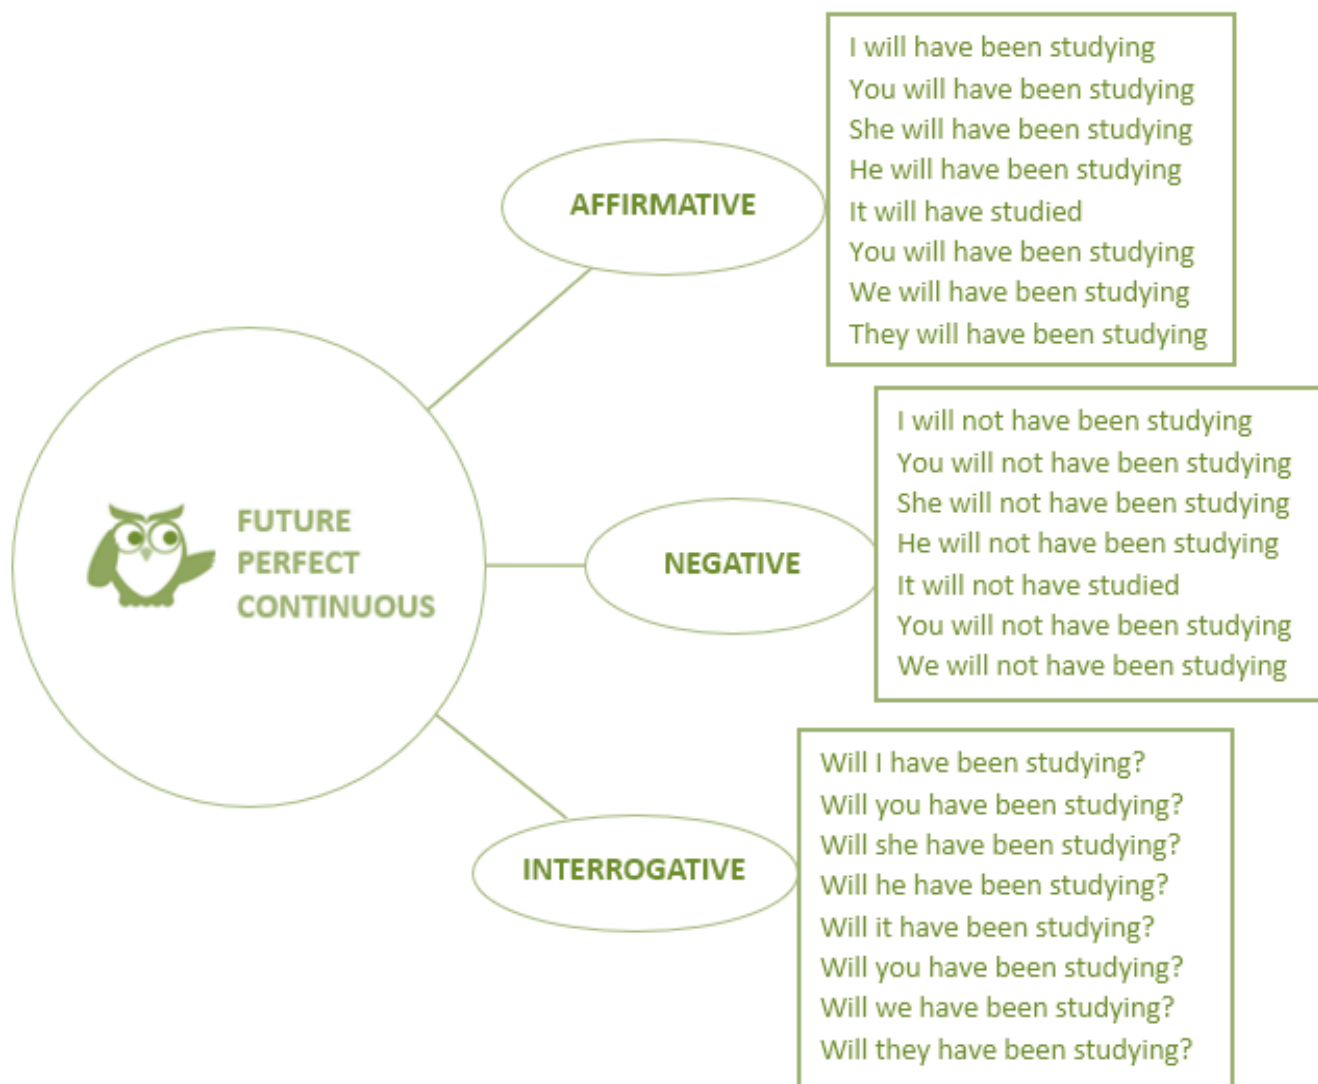 FUTURE
PERFECT
CONTINUOUS
AFFIRMATIVE
I will have been studying
You will have been studying
She will have been studying
He will have been studying
It will have studied
You will have been studying
We will have been studying
They will have been studying
NEGATIVE
I will not have been studying
You will not have been studying
She will not have been studying
He will not have been studying
It will not have studied
You will not have been studying
We will not have been studying
INTERROGATIVE
Will I have been studying?
Will you have been studying?
Will she have been studying?
Will he have been studying?
Will it have been studying?
Will you have been studying?
Will we have been studying?
Will they have been studying?